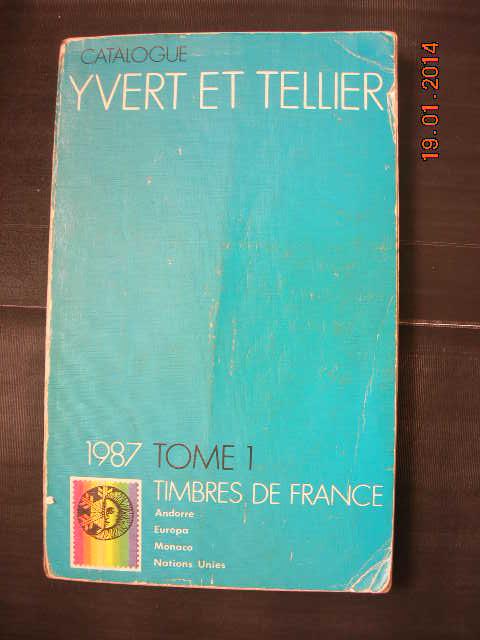 CATALOGUE
YVERT ET TELLIER
1987 TOME 1
TIMBRES DE FRANCE
Andorre
Europa
Monaco
Nations Unies
19.01.2014